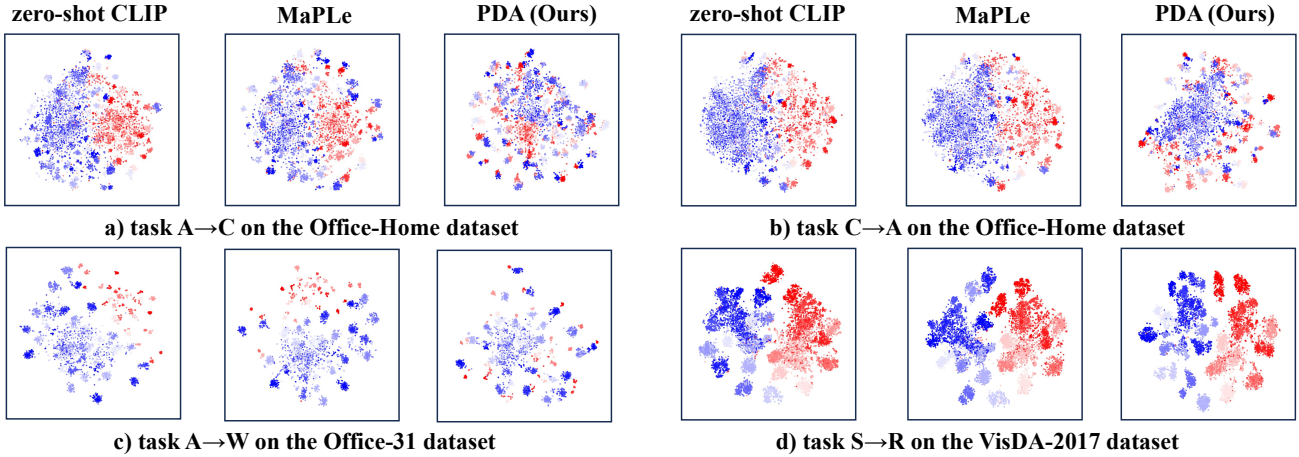 zero-shot CLIP MaPLe PDA (Ours) zero-shot CLIP MaPLe PDA (Ours)
a) task A→C on the Office-Home dataset b) task C→A on the Office-Home dataset
c) task A→W on the Office-31 dataset d) task S→R on the VisDA-2017 dataset